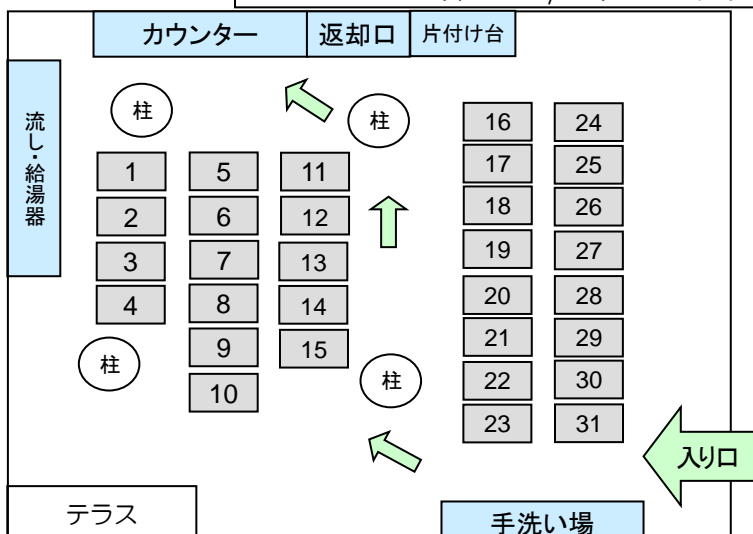 カウンター 返却口 片付け台
流し・給湯器
柱 柱
16 24
17 25
1 5 11
18 26
2 6 12
19 27
3 7 13
20 28
4 8 14
21 29
9 15
柱 柱
22 30
10
23 31
入り口
テラス
手洗い場